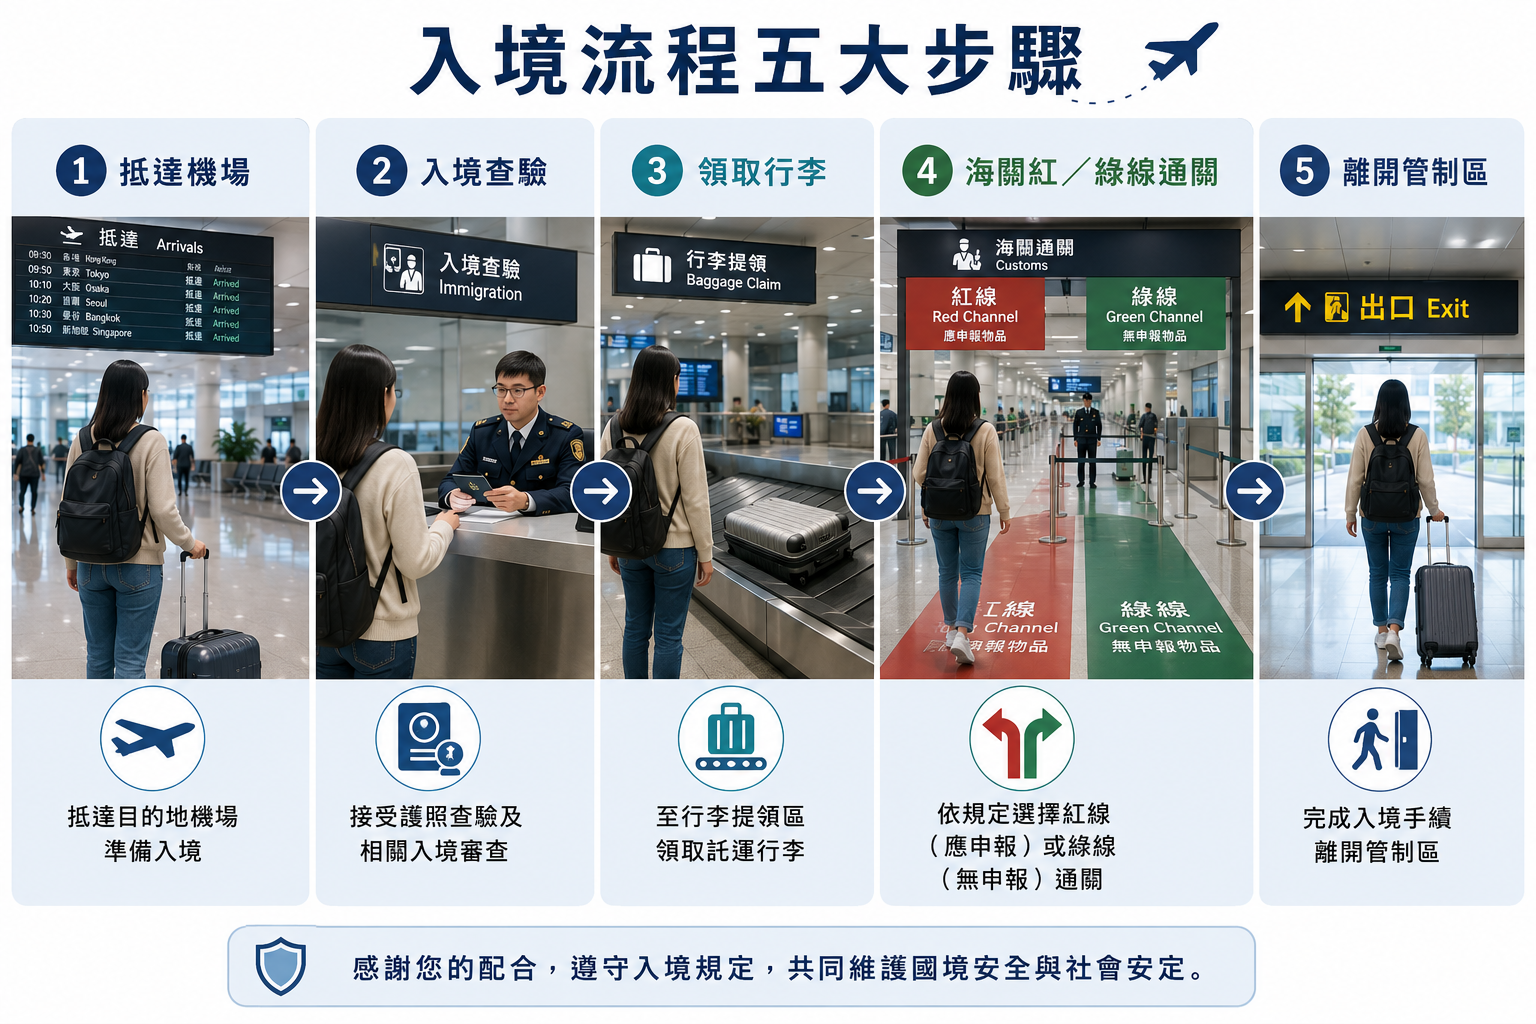 入境流程五大步驟
1 抵達機場
抵達 Arrivals
09:30 Hong Kong
09:50 東京 Tokyo 抵達 Arrived
10:10 大阪 Osaka 抵達 Arrived
10:20 Seoul 抵達 Arrived
10:30 曼谷 Bangkok 抵達 Arrived
10:50 新加坡 Singapore 抵達 Arrived
抵達目的地機場
準備入境
2 入境查驗
入境查驗
Immigration
接受護照查驗及
相關入境審查
3 領取行李
行李提領
Baggage Claim
至行李提領區
領取託運行李
4 海關紅／綠線通關
海關通關
Customs
紅線
Red Channel
應申報物品
綠線
Green Channel
無申報物品
線
Channel
報物品
綠線
Green Channel
無申報物品
依規定選擇紅線
（應申報）或綠線
（無申報）通關
5 離開管制區
出口 Exit
完成入境手續
離開管制區
感謝您的配合，遵守入境規定，共同維護國境安全與社會安定。